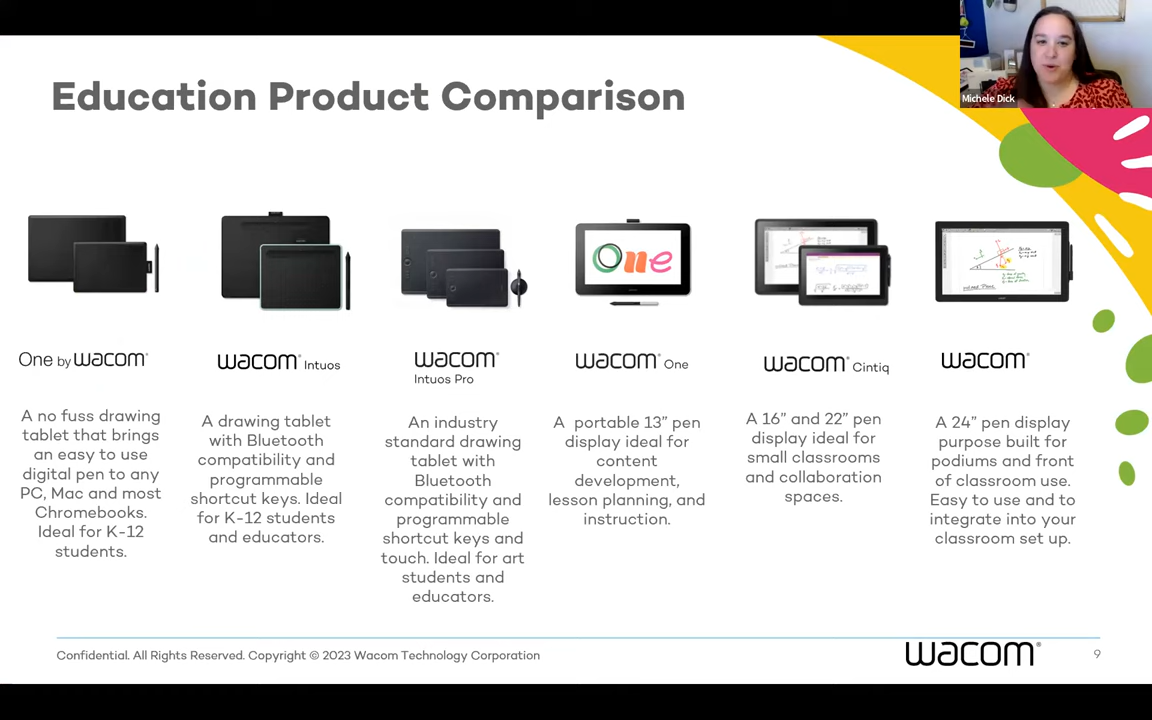 Michele Dick
Education Product Comparison
One
One by wacom®
A no fuss drawing
tablet that brings
an easy to use
digital pen to any
PC, Mac and most
Chromebooks.
Ideal for K-12
students.
wacom® Intuos
A drawing tablet
with Bluetooth
compatibility and
programmable
shortcut keys. Ideal
for K-12 students
and educators.
wacom®
Intuos Pro
An industry
standard drawing
tablet with
Bluetooth
compatibility and
programmable
shortcut keys and
touch. Ideal for art
students and
educators.
wacom® One
A portable 13” pen
display ideal for
content
development,
lesson planning, and
instruction.
wacom® Cintiq
A 16” and 22” pen
display ideal for
small classrooms
and collaboration
spaces.
wacom®
A 24” pen display
purpose built for
podiums and front
of classroom use.
Easy to use and to
integrate into your
classroom set up.
Confidential. All Rights Reserved. Copyright © 2023 Wacom Technology Corporation
wacom®
9